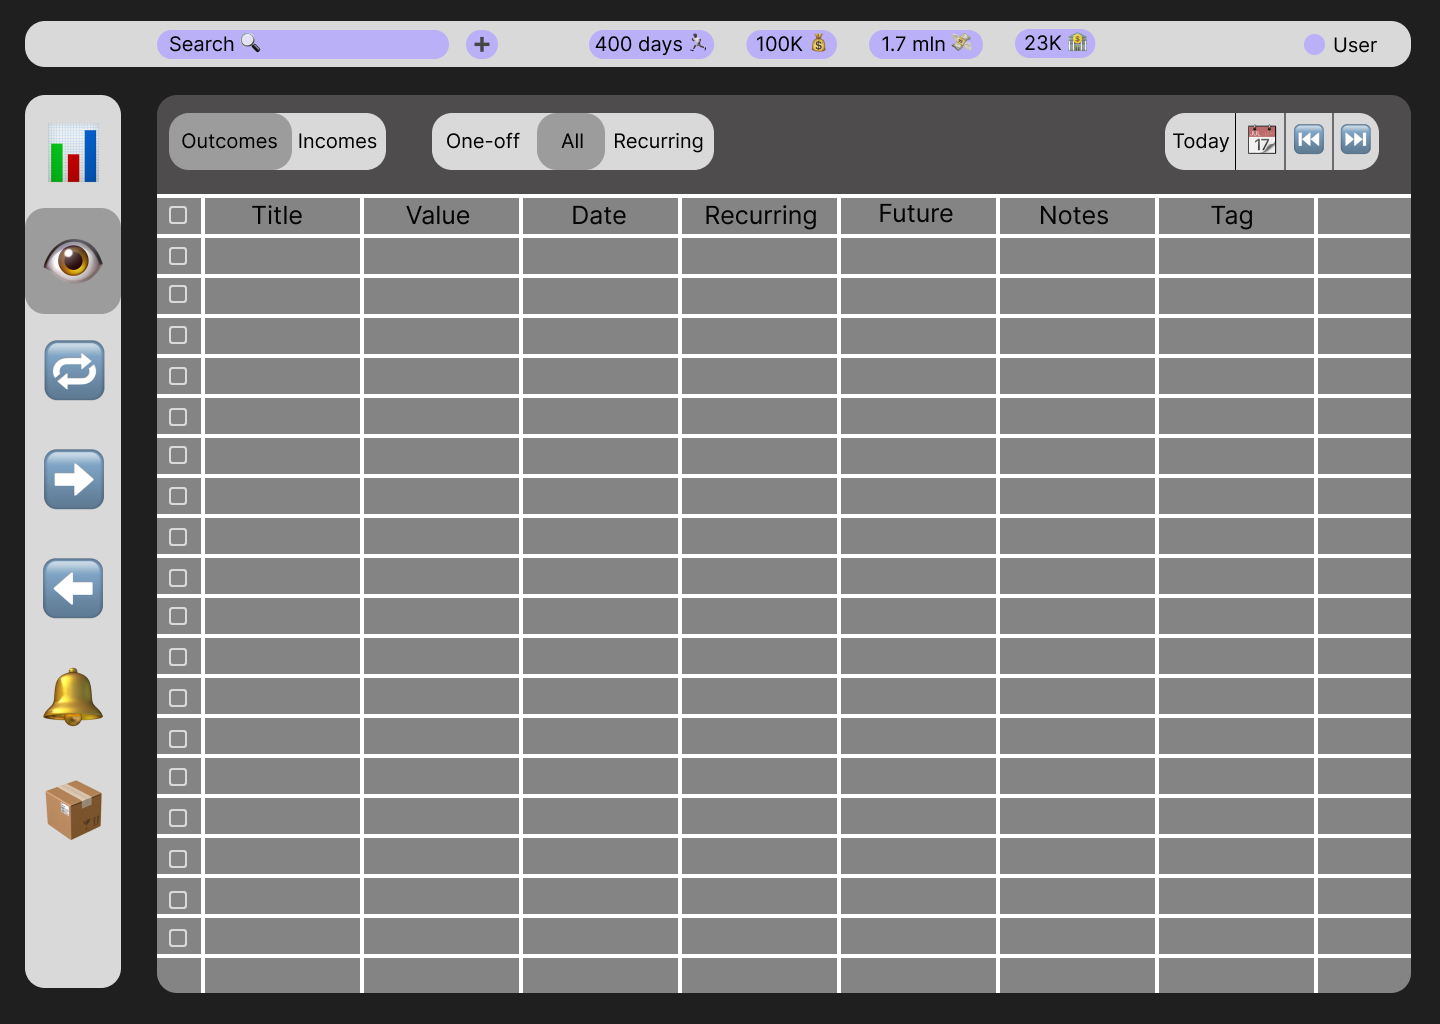 Search
400 days
100K
1.7 mln
23K
User
Outcomes Incomes
One-off All Recurring
Today
17
Title Value Date Recurring Future Notes Tag